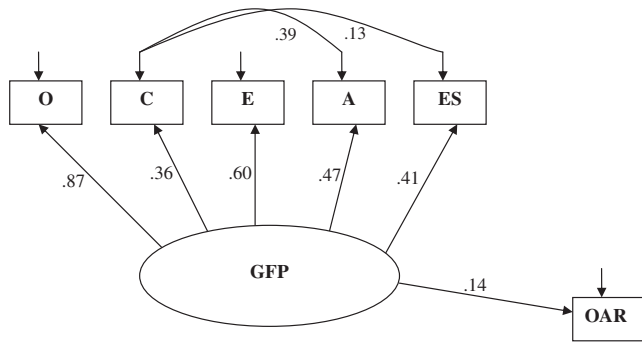 .39 .13
O C E A ES
.87 .36 .60 .47 .41
GFP
.14
OAR